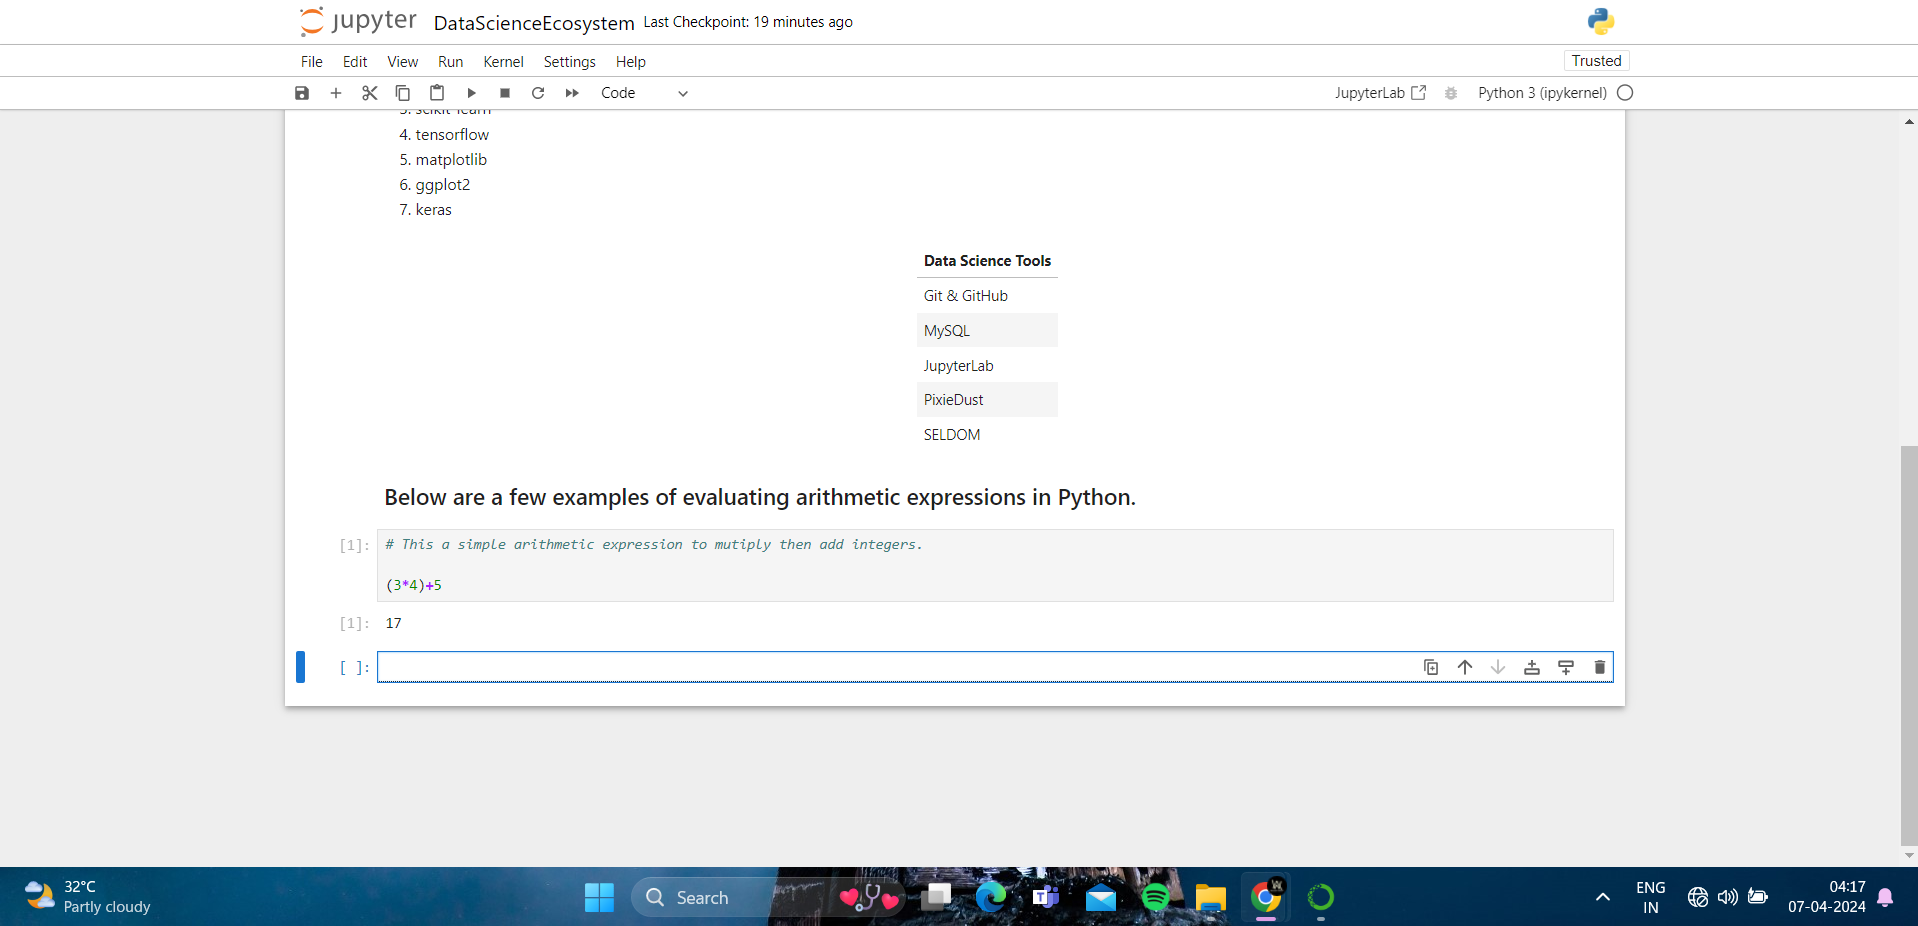 jupyter DataScienceEcosystem Last Checkpoint: 19 minutes ago
File Edit View Run Kernel Settings Help Trusted
Code JupyterLab Python 3 (ipykernel)
4. tensorflow
5. matplotlib
6. ggplot2
7. keras
Data Science Tools
Git & GitHub
MySQL
JupyterLab
PixieDust
SELDOM
Below are a few examples of evaluating arithmetic expressions in Python.
[1]: # This a simple arithmetic expression to mutiply then add integers.
(3*4)+5
[1]: 17
[ ]:
32°C
Partly cloudy
Search
ENG
IN
04:17
07-04-2024